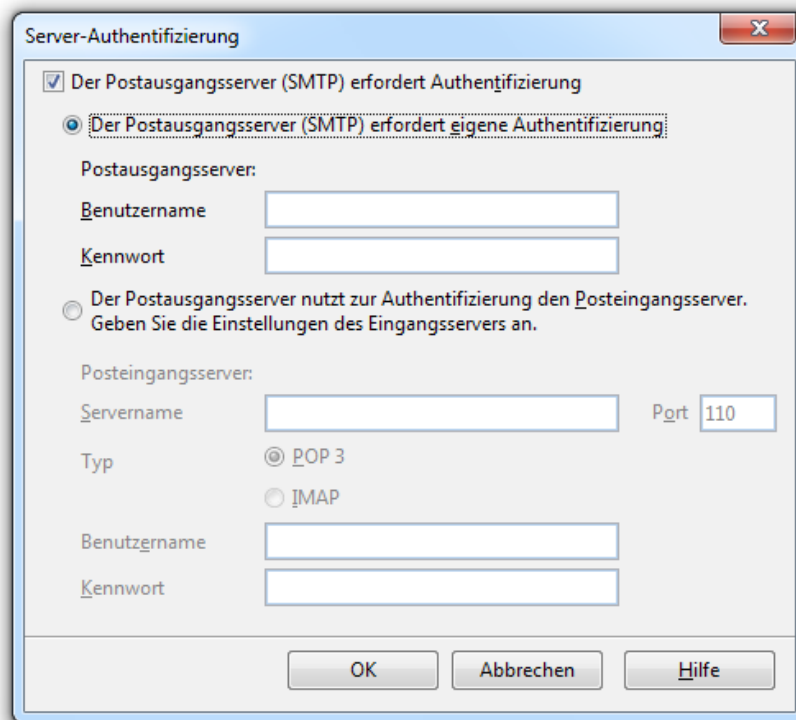 Server-Authentifizierung
Der Postausgangsserver (SMTP) erfordert Authentifizierung
Der Postausgangsserver (SMTP) erfordert eigene Authentifizierung
Postausgangsserver:
Benutzername
Kennwort
Der Postausgangsserver nutzt zur Authentifizierung den Posteingangsserver.
Geben Sie die Einstellungen des Eingangsservers an.
Posteingangsserver:
Servername Port 110
Typ POP 3
IMAP
Benutzername
Kennwort
OK Abbrechen Hilfe